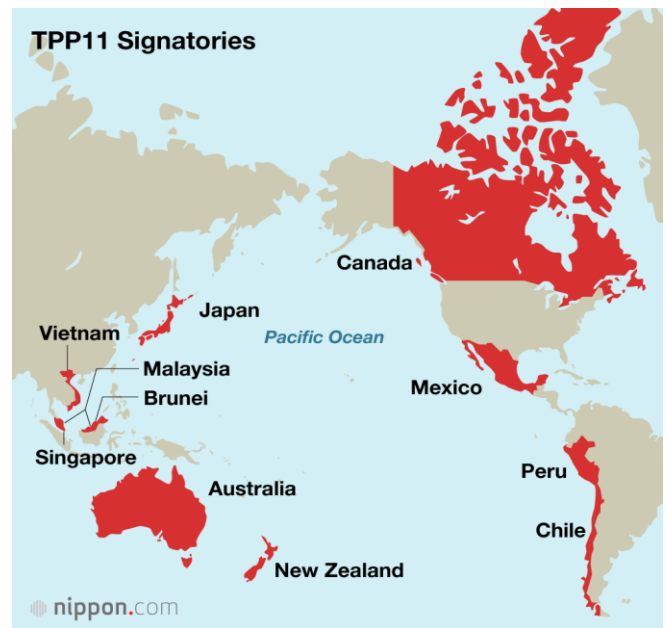 TPP11 Signatories
Canada
Japan
Pacific Ocean
Vietnam
Malaysia
Mexico
Brunei
Singapore
Peru
Australia
Chile
New Zealand
nippon.com